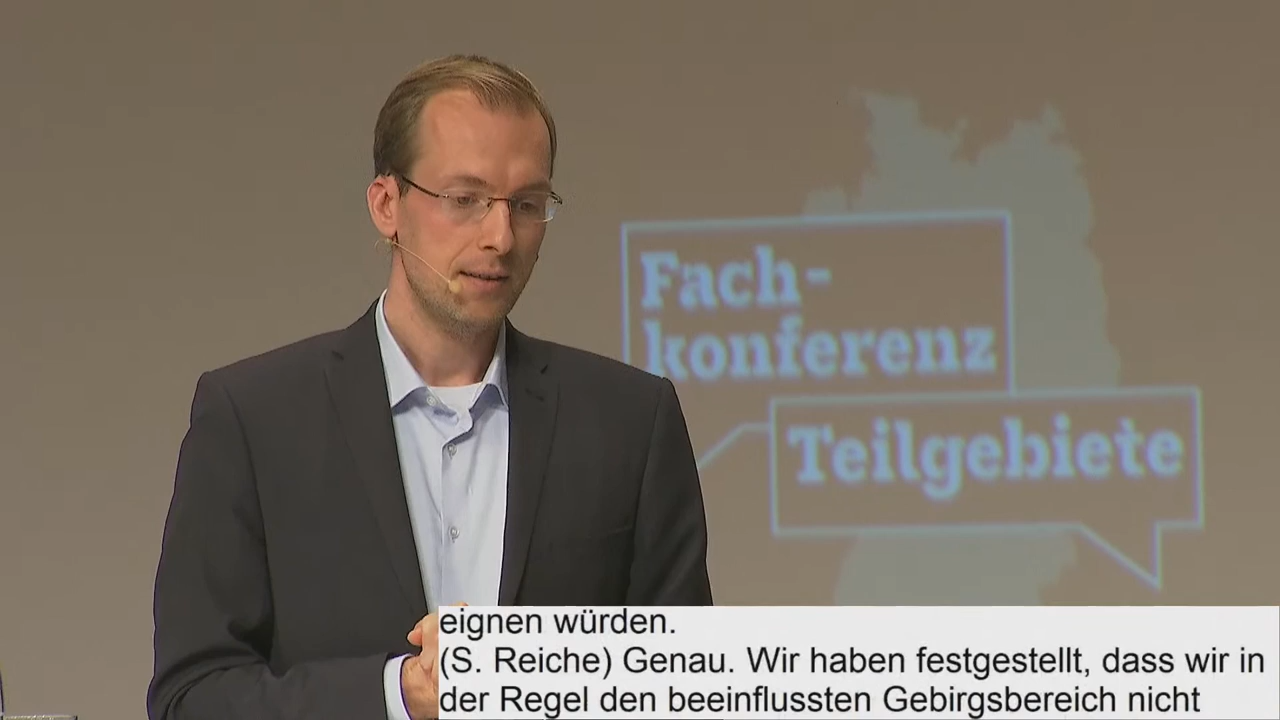 Fach-
konferenz
Teilgebiete
eignen würden.
(S. Reiche) Genau. Wir haben festgestellt, dass wir in
der Regel den beeinflussten Gebirgsbereich nicht